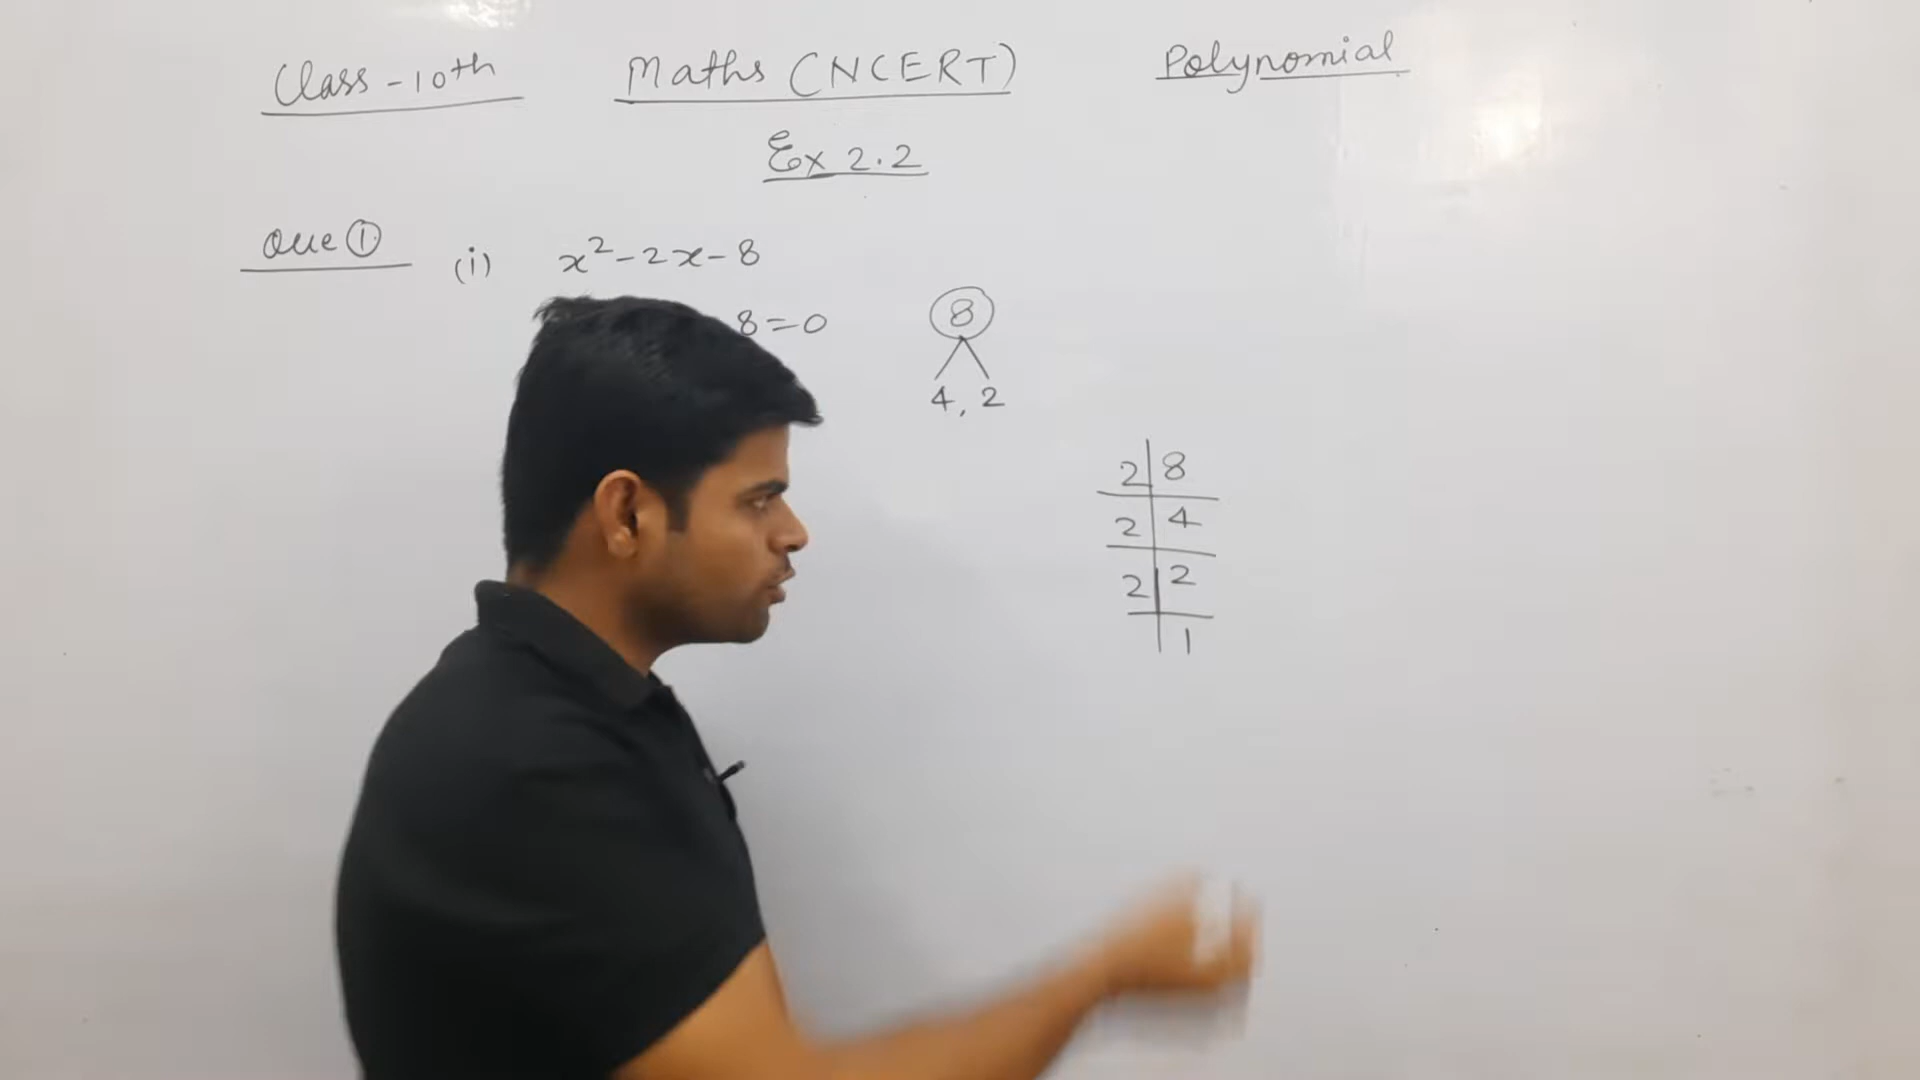 Class - 10th Maths (NCERT) Polynomial
Ex 2.2
Que ① (i) x² - 2x - 8
8 = 0
8
4, 2
2 | 8
2 | 4
2 | 2
| 1